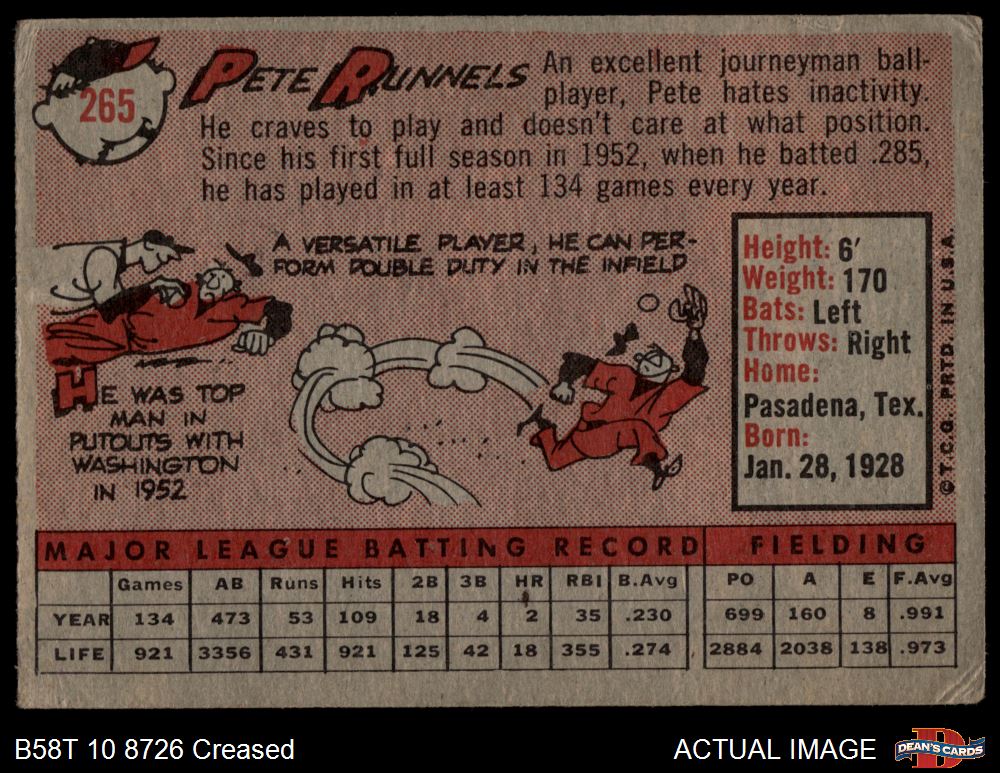 265
PETE RUNNELS
An excellent journeyman ball-
player, Pete hates inactivity.
He craves to play and doesn't care at what position.
Since his first full season in 1952, when he batted .285,
he has played in at least 134 games every year.
A VERSATILE PLAYER, HE CAN PER-
FORM DOUBLE DUTY IN THE INFIELD
HE WAS TOP
MAN IN
PUTOUTS WITH
WASHINGTON
IN 1952
Height: 6'
Weight: 170
Bats: Left
Throws: Right
Home:
Pasadena, Tex.
Born:
Jan. 28, 1928
© T.C.G. PRTD. IN U.S.A.
MAJOR LEAGUE BATTING RECORD FIELDING
Games AB Runs Hits 2B 3B HR RBI B.Avg PO A E F.Avg
YEAR 134 473 53 109 18 4 2 35 .230 699 160 8 .991
LIFE 921 3356 431 921 125 42 18 355 .274 2884 2038 138 .973
B58T 10 8726 Creased
ACTUAL IMAGE
DEAN'S CARDS